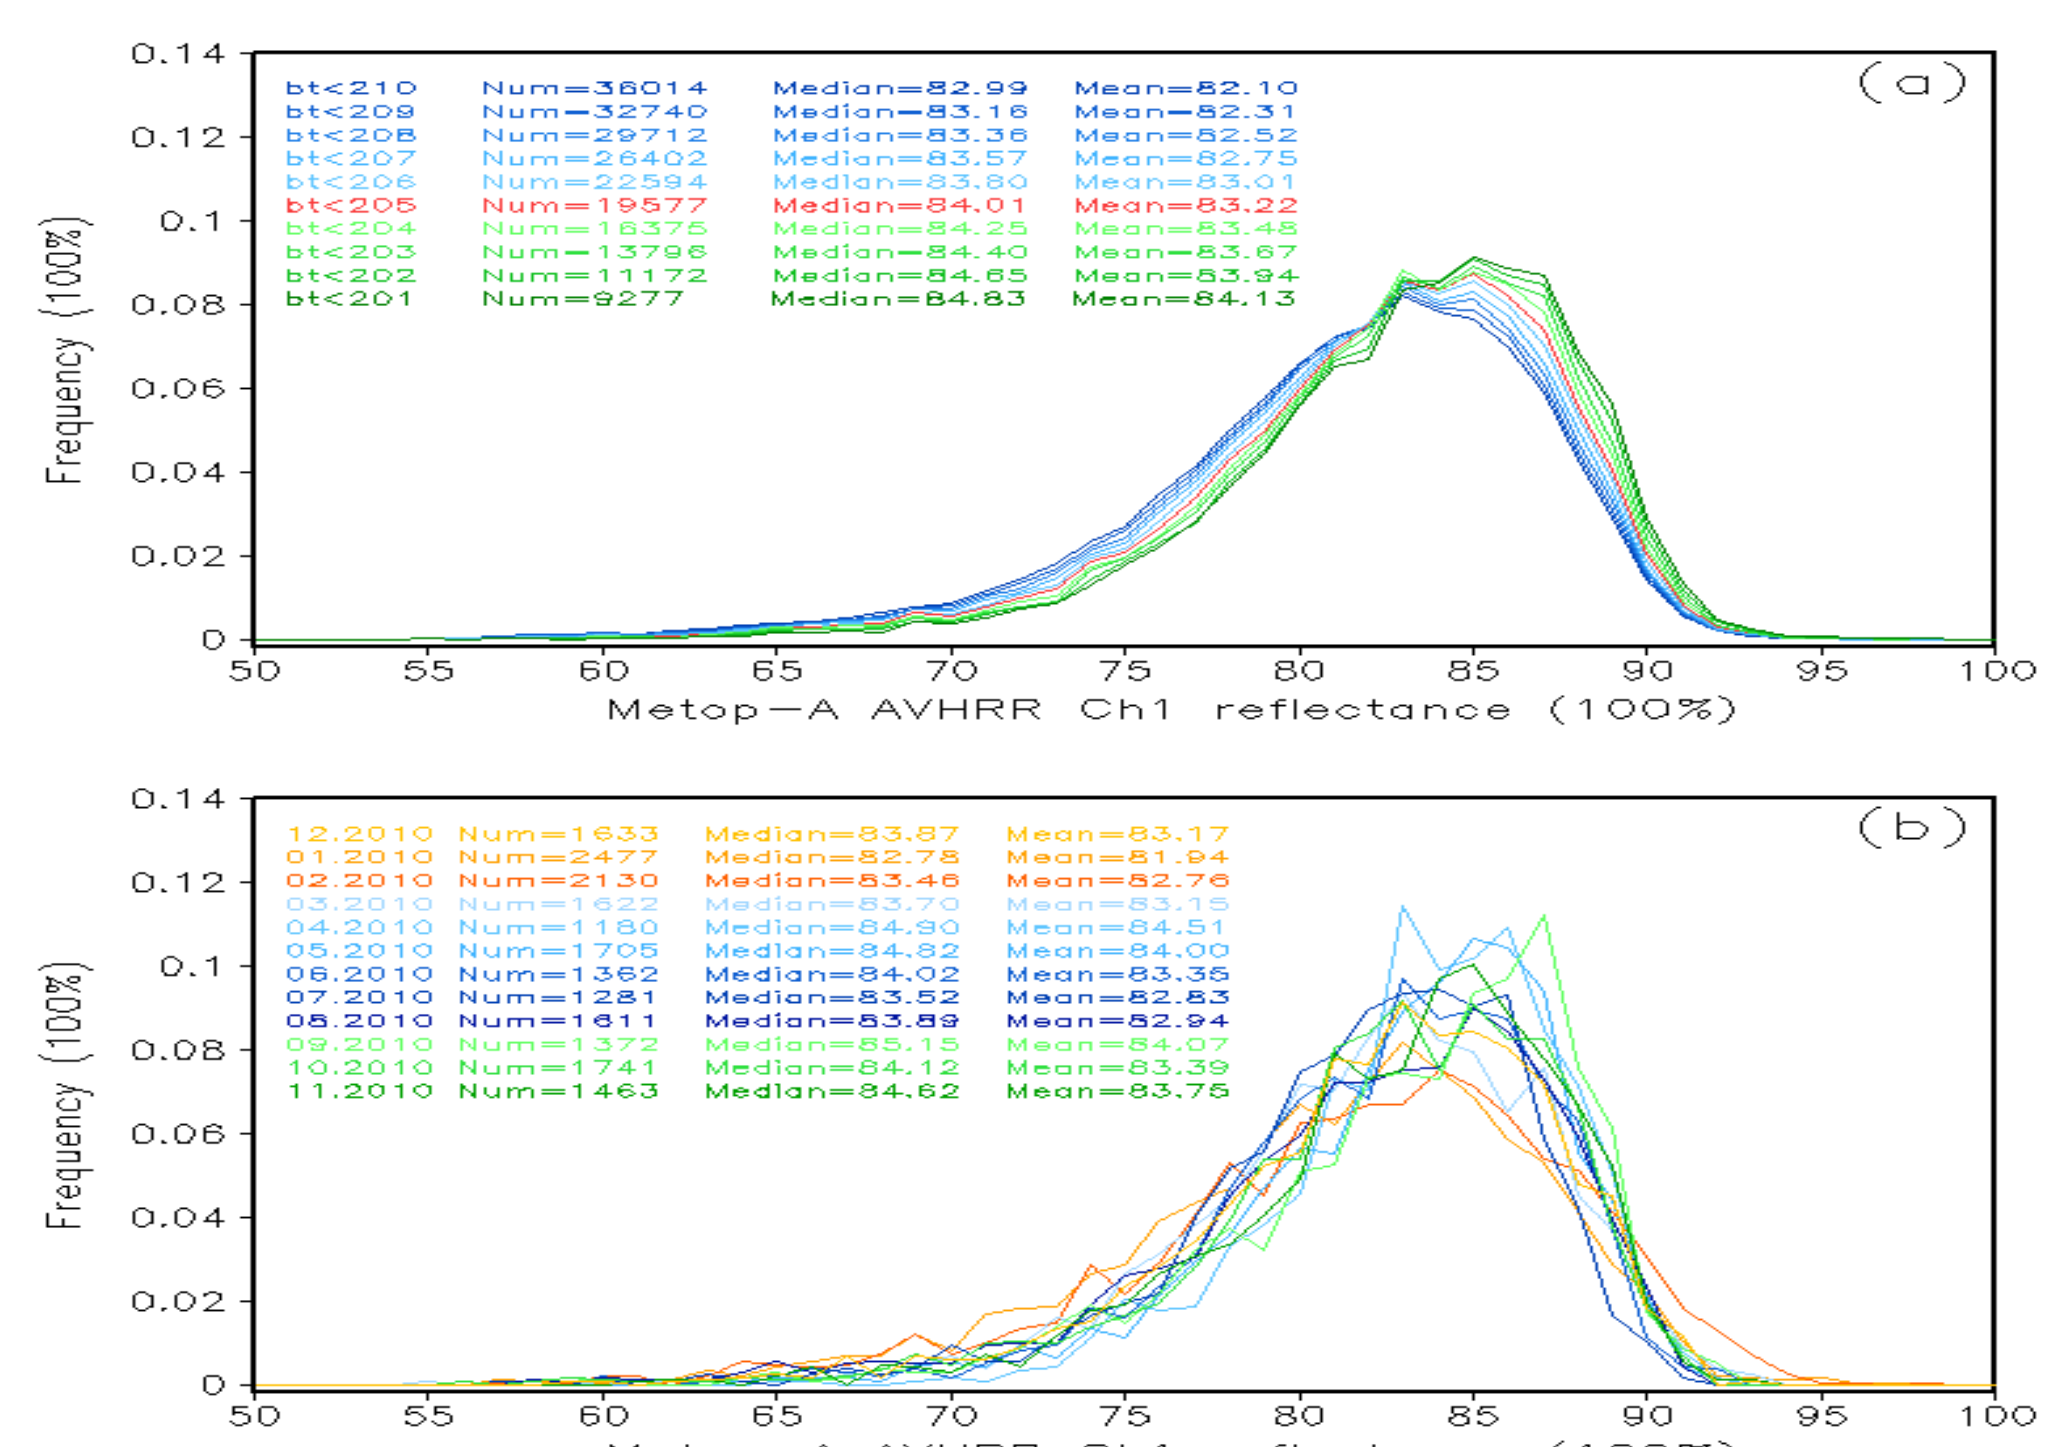 0.14
(a)
bt<210 Num=36014 Median=82.99 Mean=82.10
bt<209 Num=32740 Median=83.16 Mean=82.31
0.12
bt<208 Num=29712 Median=83.36 Mean=82.52
bt<207 Num=26402 Median=83.57 Mean=82.75
bt<206 Num=22594 Median=83.80 Mean=83.01
0.1
bt<205 Num=19577 Median=84.01 Mean=83.22
bt<204 Num=16375 Median=84.25 Mean=83.48
bt<203 Num=13796 Median=84.40 Mean=83.67
bt<202 Num=11172 Median=84.65 Mean=83.94
0.08
bt<201 Num=9277 Median=84.83 Mean=84.13
Frequency (100%)
0.06
0.04
0.02
0
50 55 60 65 70 75 80 85 90 95 100
Metop-A AVHRR Ch1 reflectance (100%)
0.14
(b)
12.2010 Num=1633 Median=83.87 Mean=83.17
01.2010 Num=2477 Median=82.78 Mean=81.94
0.12
02.2010 Num=2130 Median=83.46 Mean=82.76
03.2010 Num=1622 Median=83.70 Mean=83.15
04.2010 Num=1180 Median=84.90 Mean=84.51
05.2010 Num=1705 Median=84.82 Mean=84.00
0.1
06.2010 Num=1362 Median=84.02 Mean=83.35
07.2010 Num=1281 Median=83.52 Mean=82.83
08.2010 Num=1611 Median=83.89 Mean=82.94
09.2010 Num=1372 Median=85.15 Mean=84.07
0.08
10.2010 Num=1741 Median=84.12 Mean=83.39
11.2010 Num=1463 Median=84.62 Mean=83.75
Frequency (100%)
0.06
0.04
0.02
0
50 55 60 65 70 75 80 85 90 95 100